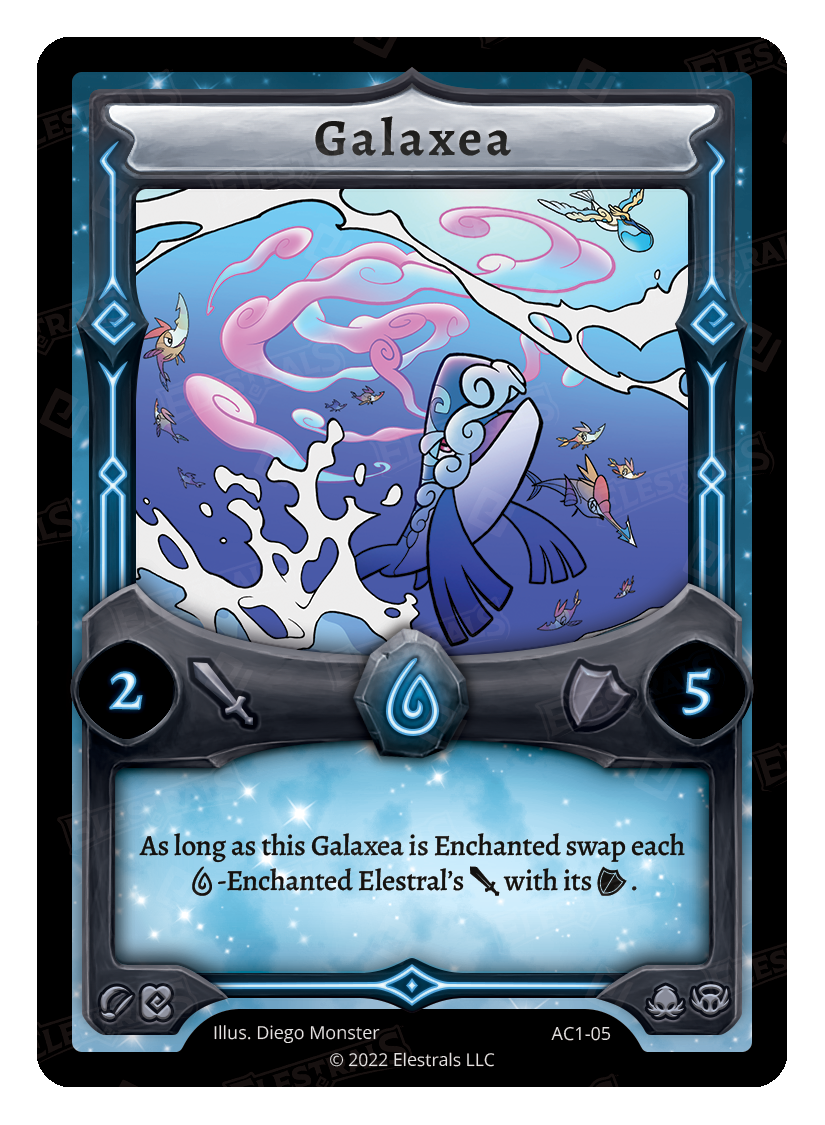 Galaxea
2
5
As long as this Galaxea is Enchanted swap each
-Enchanted Elestral's with its .
Illus. Diego Monster
AC1-05
© 2022 Elestrals LLC
ELESTRALS